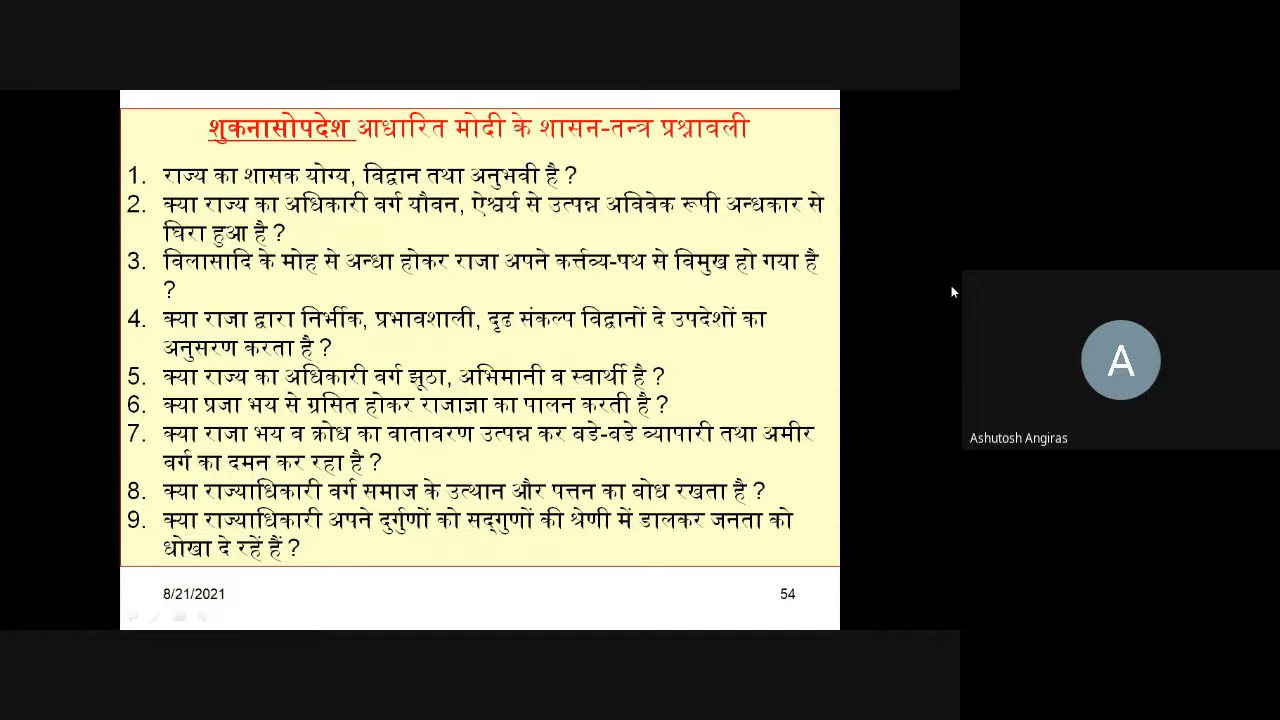 शुकनासोपदेश आधारित मोदी के शासन-तन्त्र प्रश्नावली
1. राज्य का शासक योग्य, विद्वान तथा अनुभवी है ?
2. क्या राज्य का अधिकारी वर्ग यौवन, ऐश्वर्य से उत्पन्न अविवेक रूपी अन्धकार से
घिरा हुआ है ?
3. विलासादि के मोह से अन्धा होकर राजा अपने कर्त्तव्य-पथ से विमुख हो गया है
?
4. क्या राजा द्वारा निर्भीक, प्रभावशाली, दृढ संकल्प विद्वानों दे उपदेशों का
अनुसरण करता है ?
5. क्या राज्य का अधिकारी वर्ग झूठा, अभिमानी व स्वार्थी है ?
6. क्या प्रजा भय से ग्रसित होकर राजाज्ञा का पालन करती है ?
7. क्या राजा भय व क्रोध का वातावरण उत्पन्न कर बडे-बडे व्यापारी तथा अमीर
वर्ग का दमन कर रहा है ?
8. क्या राज्याधिकारी वर्ग समाज के उत्थान और पत्तन का बोध रखता है ?
9. क्या राज्याधिकारी अपने दुर्गुणों को सद्‌गुणों की श्रेणी में डालकर जनता को
धोखा दे रहें हैं ?
8/21/2021
54
A
Ashutosh Angiras